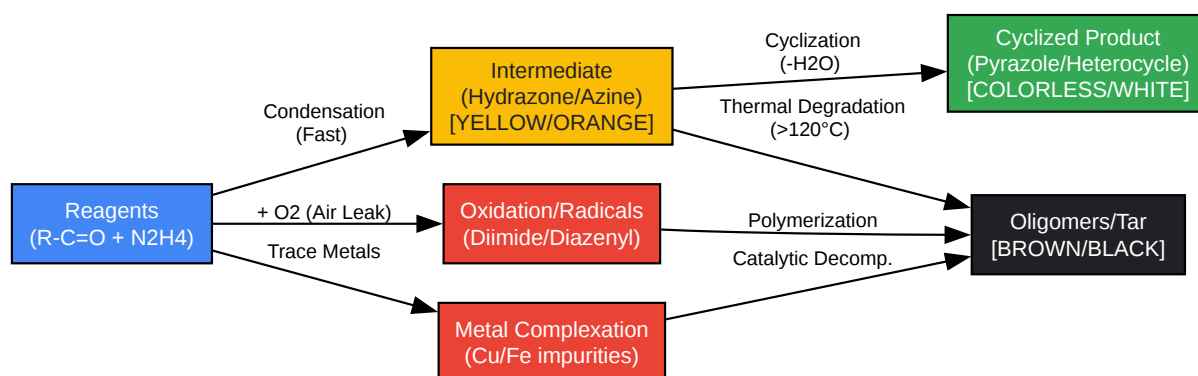 Reagents
(R-C=O + N2H4)
Condensation
(Fast)
+ O2 (Air Leak)
Trace Metals
Intermediate
(Hydrazone/Azine)
[YELLOW/ORANGE]
Oxidation/Radicals
(Diimide/Diazenyl)
Metal Complexation
(Cu/Fe impurities)
Cyclization
(-H2O)
Thermal Degradation
(>120°C)
Polymerization
Catalytic Decomp.
Cyclized Product
(Pyrazole/Heterocycle)
[COLORLESS/WHITE]
Oligomers/Tar
[BROWN/BLACK]